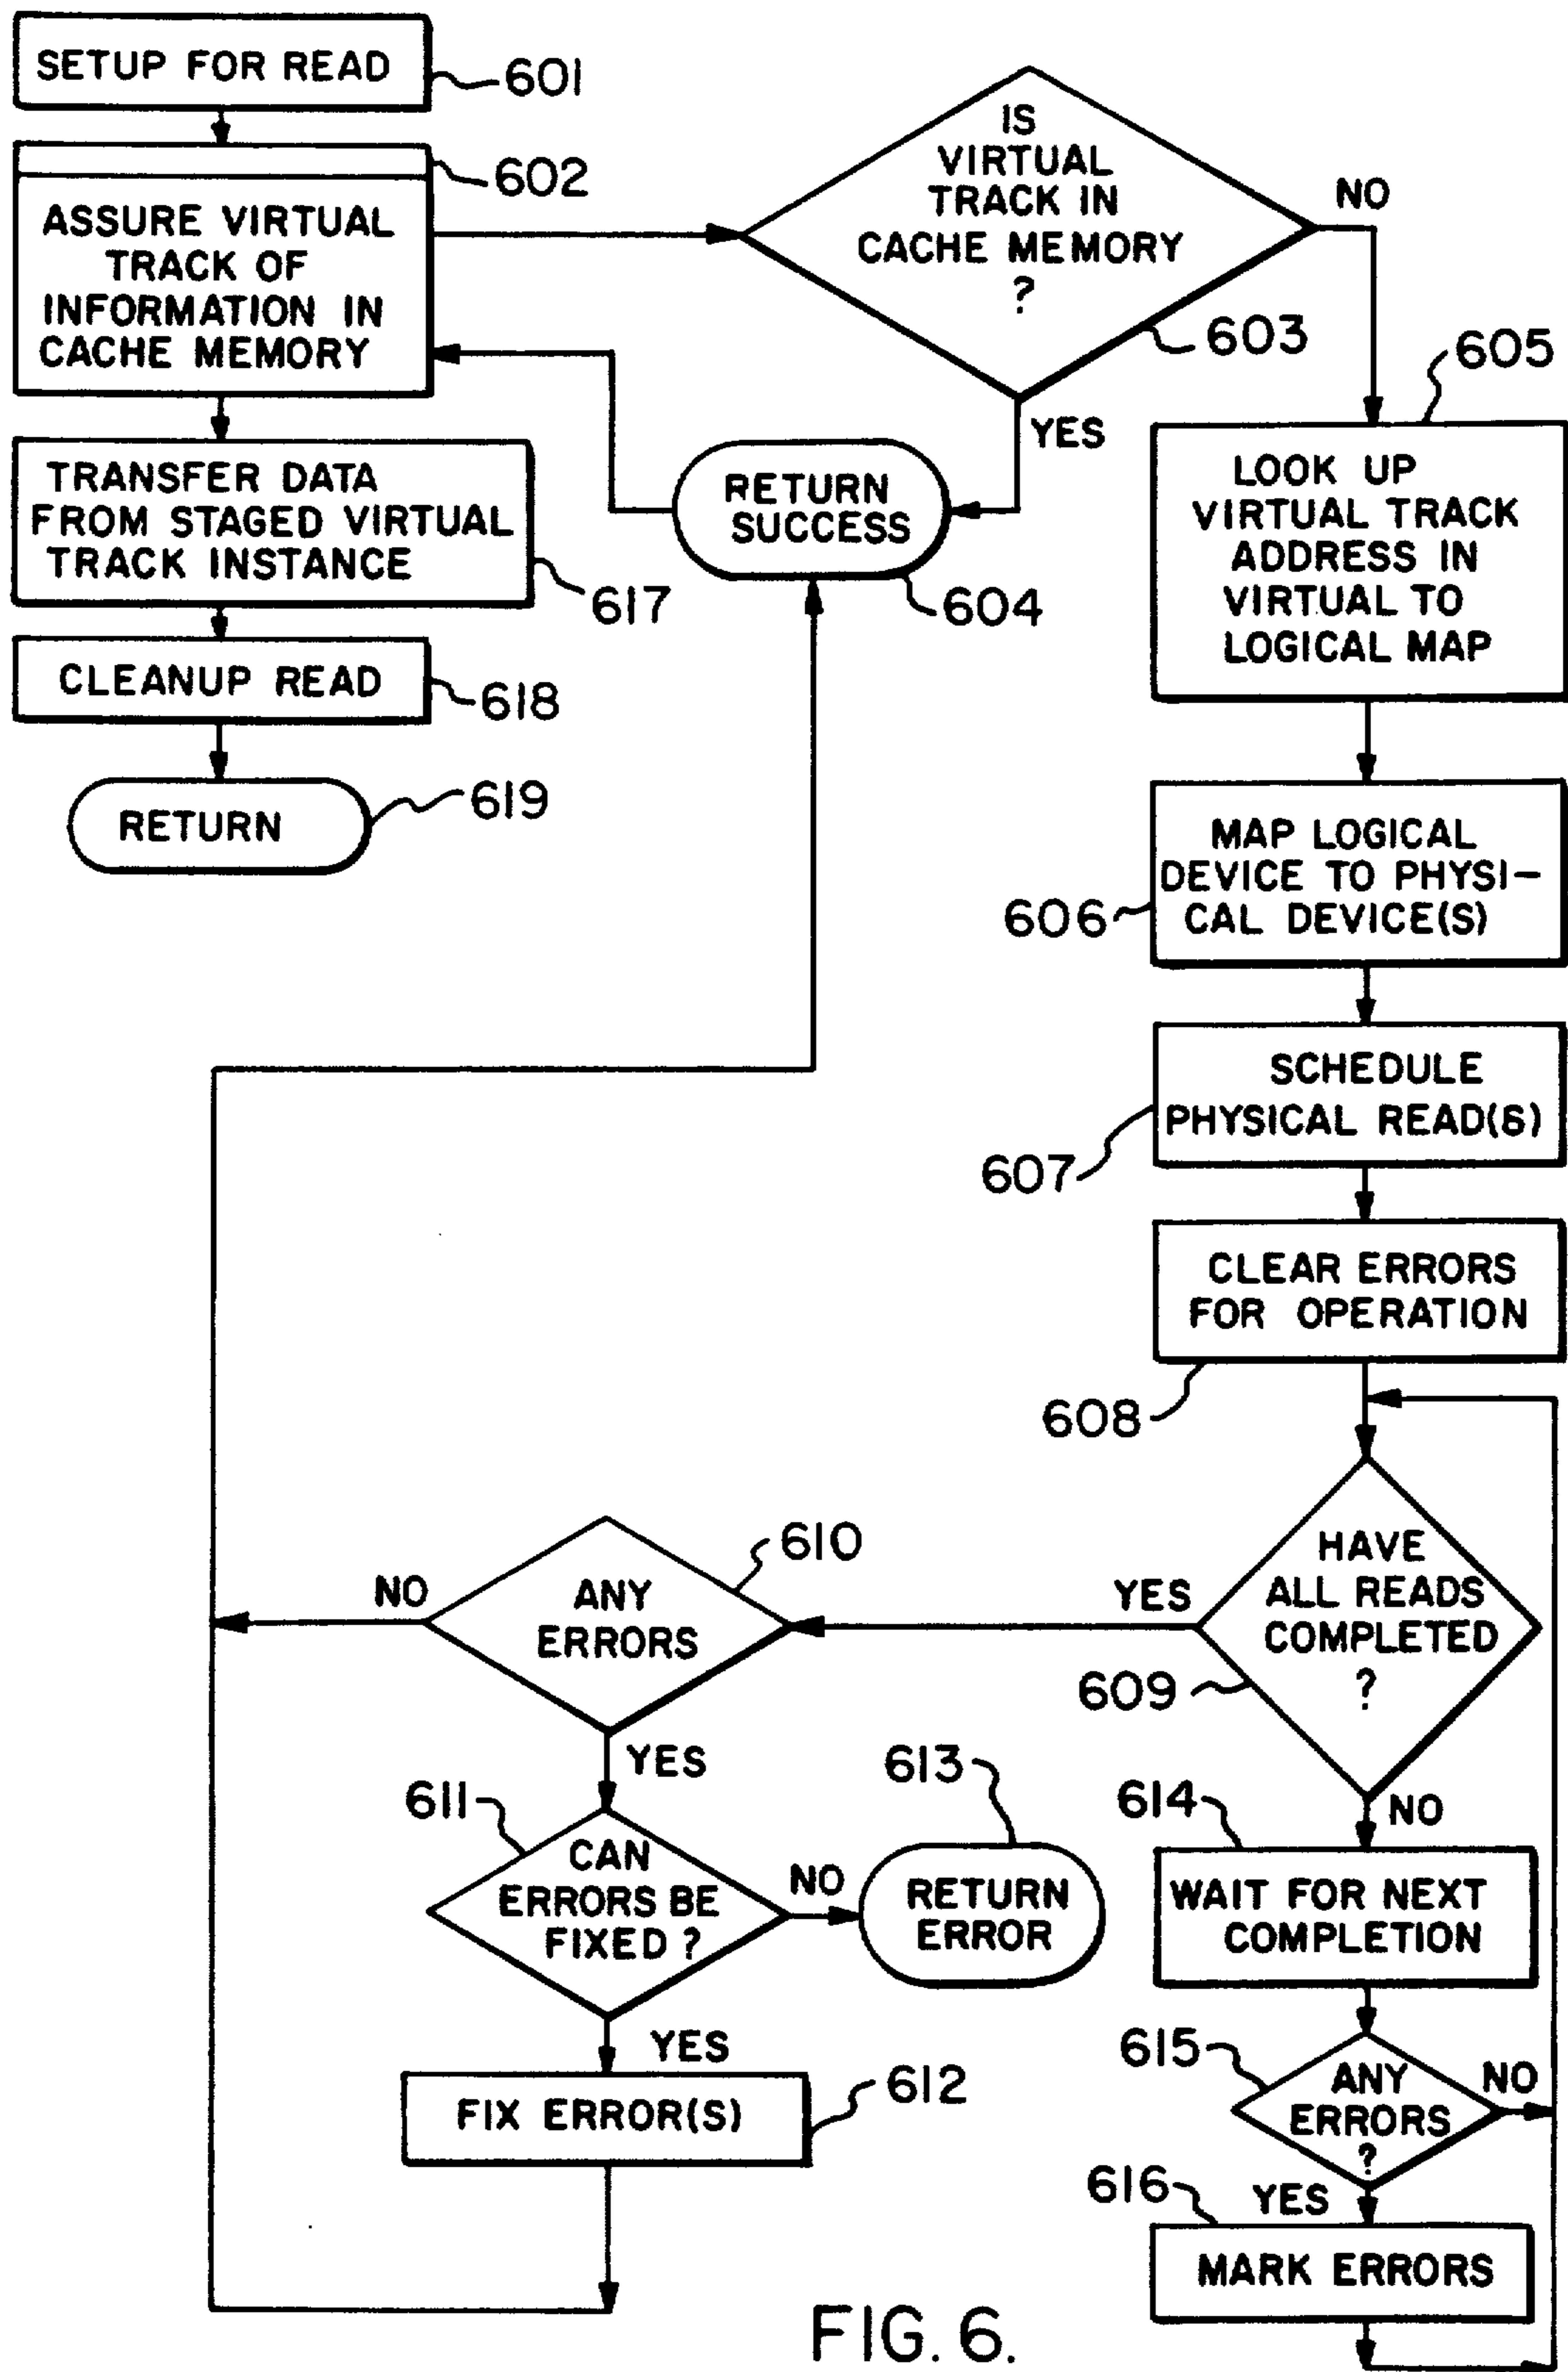 SETUP FOR READ
601
602
ASSURE VIRTUAL
TRACK OF
INFORMATION IN
CACHE MEMORY
TRANSFER DATA
FROM STAGED VIRTUAL
TRACK INSTANCE
617
CLEANUP READ
618
RETURN
619
IS
VIRTUAL
TRACK IN
CACHE MEMORY
?
603
NO
YES
RETURN
SUCCESS
604
605
LOOK UP
VIRTUAL TRACK
ADDRESS IN
VIRTUAL TO
LOGICAL MAP
MAP LOGICAL
DEVICE TO PHYSI-
CAL DEVICE(S)
606
SCHEDULE
PHYSICAL READ(S)
607
CLEAR ERRORS
FOR OPERATION
608
HAVE
ALL READS
COMPLETED
?
609
YES
NO
610
ANY
ERRORS
NO
YES
611
CAN
ERRORS BE
FIXED ?
NO
613
RETURN
ERROR
YES
FIX ERROR(S)
612
614
WAIT FOR NEXT
COMPLETION
615
ANY
ERRORS
?
NO
YES
616
MARK ERRORS
FIG. 6.